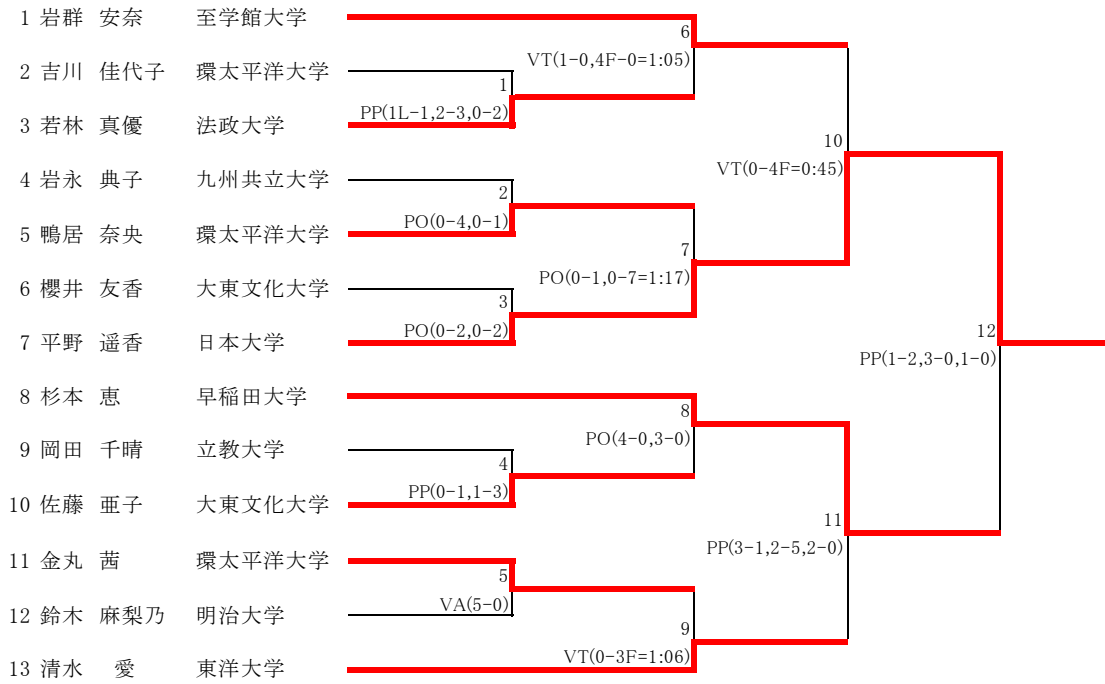 1 岩群 安奈 至学館大学
6
VT(1-0,4F-0=1:05)
2 吉川 佳代子 環太平洋大学
1
PP(1L-1,2-3,0-2)
3 若林 真優 法政大学
10
VT(0-4F=0:45)
4 岩永 典子 九州共立大学
2
PO(0-4,0-1)
5 鴨居 奈央 環太平洋大学
7
PO(0-1,0-7=1:17)
6 櫻井 友香 大東文化大学
3
PO(0-2,0-2)
7 平野 遥香 日本大学
12
PP(1-2,3-0,1-0)
8 杉本 恵 早稲田大学
8
PO(4-0,3-0)
9 岡田 千晴 立教大学
4
PP(0-1,1-3)
10 佐藤 亜子 大東文化大学
11
PP(3-1,2-5,2-0)
11 金丸 茜 環太平洋大学
5
VA(5-0)
12 鈴木 麻梨乃 明治大学
9
VT(0-3F=1:06)
13 清水 愛 東洋大学